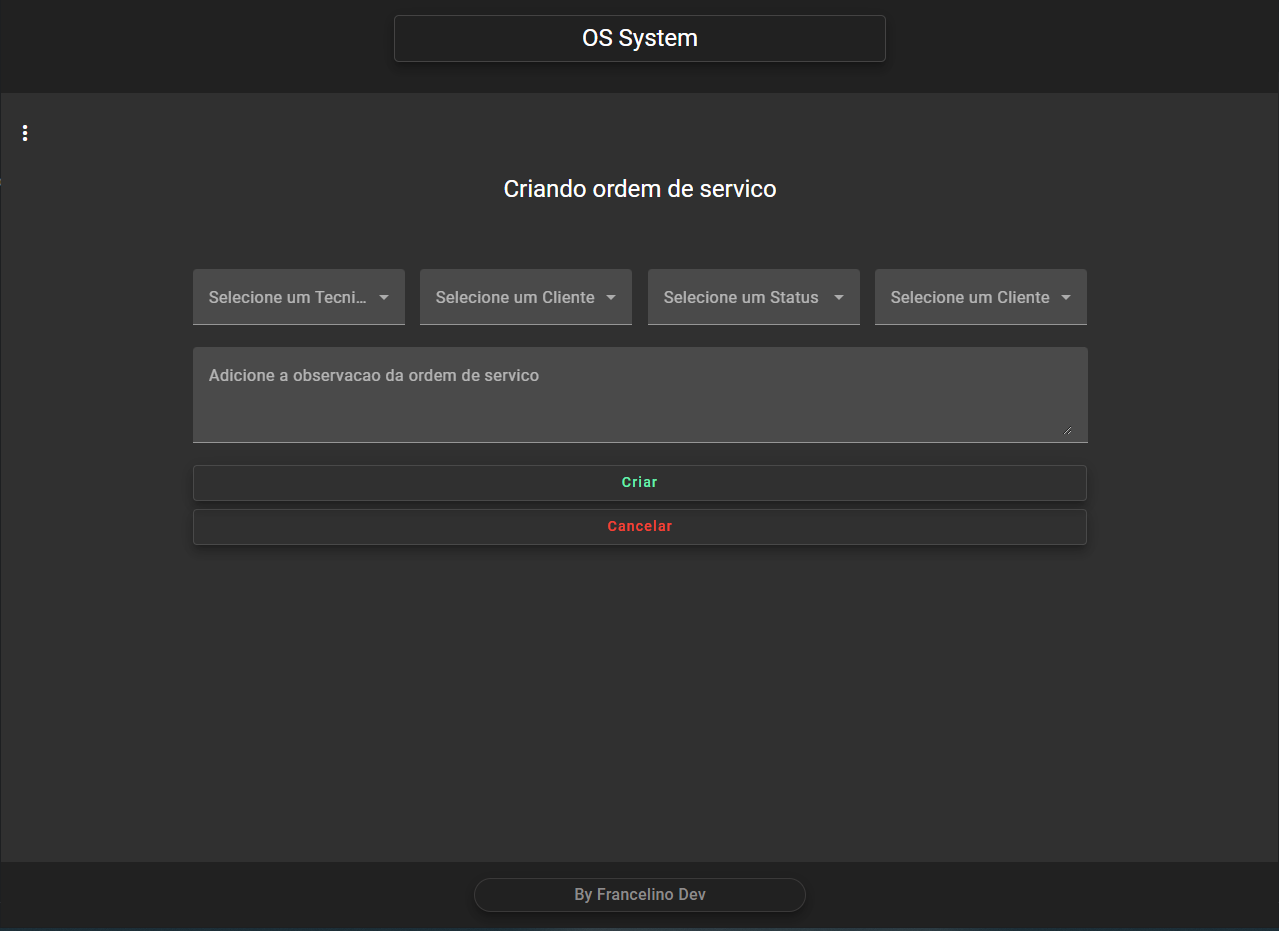 OS System
Criando ordem de servico
Selecione um Tecni...
Selecione um Cliente
Selecione um Status
Selecione um Cliente
Adicione a observacao da ordem de servico
Criar
Cancelar
By Francelino Dev